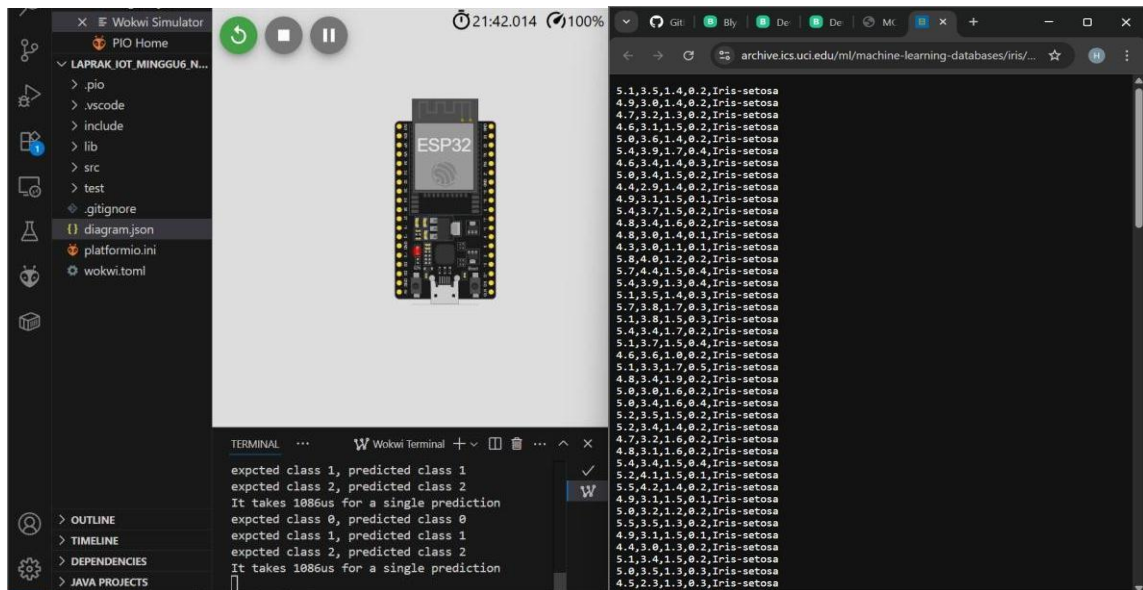 Wokwi Simulator
PIO Home
LAPRAK_IOT_MINGGU6_N...
.pio
.vscode
include
lib
src
test
.gitignore
{} diagram.json
platformio.ini
wokwi.toml
OUTLINE
TIMELINE
DEPENDENCIES
JAVA PROJECTS
1
21:42.014 100%
ESP32
TERMINAL ... Wokwi Terminal
expcted class 1, predicted class 1
expcted class 2, predicted class 2
It takes 1086us for a single prediction
expcted class 0, predicted class 0
expcted class 1, predicted class 1
expcted class 2, predicted class 2
It takes 1086us for a single prediction
Git Bly De De MC
archive.ics.uci.edu/ml/machine-learning-databases/iris/... H
5.1,3.5,1.4,0.2,Iris-setosa
4.9,3.0,1.4,0.2,Iris-setosa
4.7,3.2,1.3,0.2,Iris-setosa
4.6,3.1,1.5,0.2,Iris-setosa
5.0,3.6,1.4,0.2,Iris-setosa
5.4,3.9,1.7,0.4,Iris-setosa
4.6,3.4,1.4,0.3,Iris-setosa
5.0,3.4,1.5,0.2,Iris-setosa
4.4,2.9,1.4,0.2,Iris-setosa
4.9,3.1,1.5,0.1,Iris-setosa
5.4,3.7,1.5,0.2,Iris-setosa
4.8,3.4,1.6,0.2,Iris-setosa
4.8,3.0,1.4,0.1,Iris-setosa
4.3,3.0,1.1,0.1,Iris-setosa
5.8,4.0,1.2,0.2,Iris-setosa
5.7,4.4,1.5,0.4,Iris-setosa
5.4,3.9,1.3,0.4,Iris-setosa
5.1,3.5,1.4,0.3,Iris-setosa
5.7,3.8,1.7,0.3,Iris-setosa
5.1,3.8,1.5,0.3,Iris-setosa
5.4,3.4,1.7,0.2,Iris-setosa
5.1,3.7,1.5,0.4,Iris-setosa
4.6,3.6,1.0,0.2,Iris-setosa
5.1,3.3,1.7,0.5,Iris-setosa
4.8,3.4,1.9,0.2,Iris-setosa
5.0,3.0,1.6,0.2,Iris-setosa
5.0,3.4,1.6,0.4,Iris-setosa
5.2,3.5,1.5,0.2,Iris-setosa
5.2,3.4,1.4,0.2,Iris-setosa
4.7,3.2,1.6,0.2,Iris-setosa
4.8,3.1,1.6,0.2,Iris-setosa
5.4,3.4,1.5,0.4,Iris-setosa
5.2,4.1,1.5,0.1,Iris-setosa
5.5,4.2,1.4,0.2,Iris-setosa
4.9,3.1,1.5,0.1,Iris-setosa
5.0,3.2,1.2,0.2,Iris-setosa
5.5,3.5,1.3,0.2,Iris-setosa
4.9,3.1,1.5,0.1,Iris-setosa
4.4,3.0,1.3,0.2,Iris-setosa
5.1,3.4,1.5,0.2,Iris-setosa
5.0,3.5,1.3,0.3,Iris-setosa
4.5,2.3,1.3,0.3,Iris-setosa